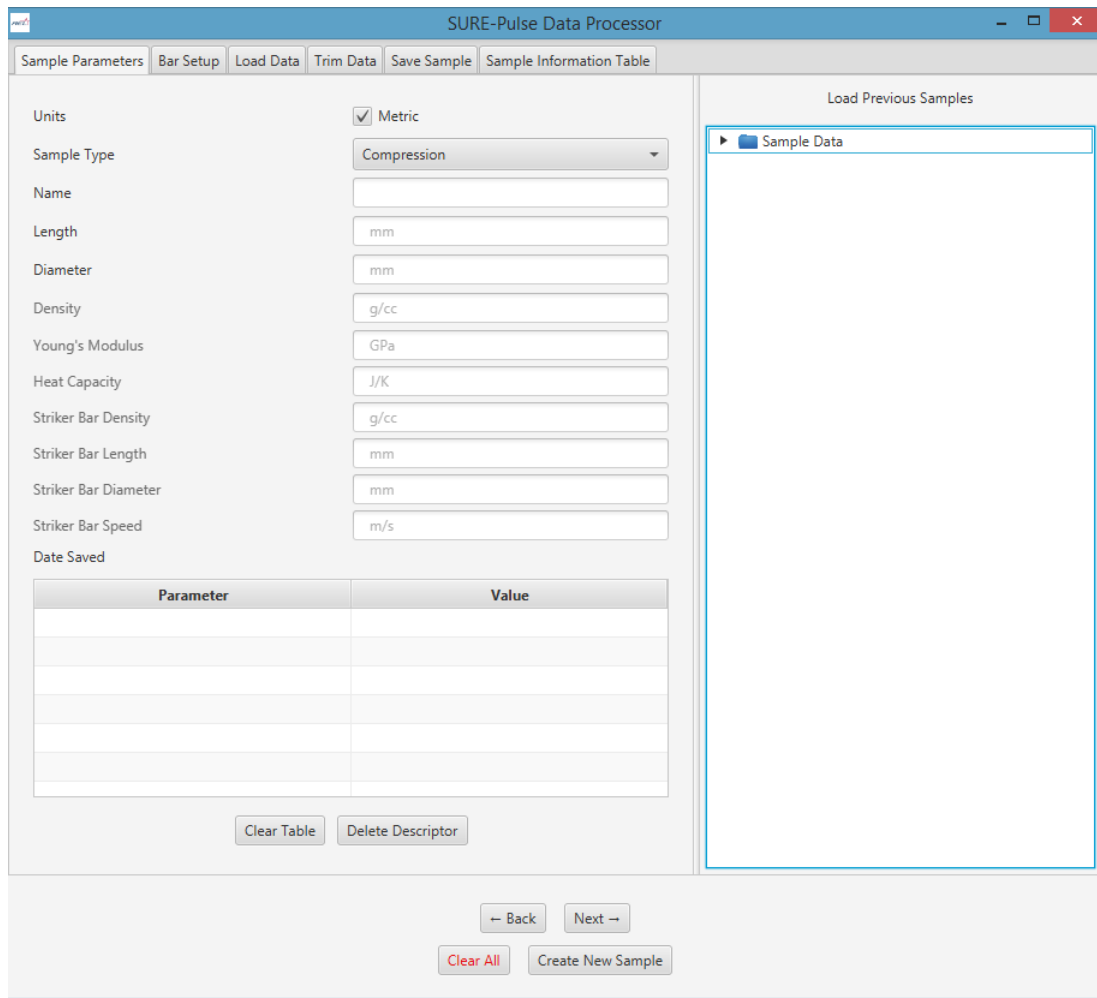 SURE-Pulse Data Processor
Sample Parameters Bar Setup Load Data Trim Data Save Sample Sample Information Table
Units Metric
Sample Type Compression
Name
Length mm
Diameter mm
Density g/cc
Young's Modulus GPa
Heat Capacity J/K
Striker Bar Density g/cc
Striker Bar Length mm
Striker Bar Diameter mm
Striker Bar Speed m/s
Date Saved
Parameter Value
Clear Table Delete Descriptor
Load Previous Samples
Sample Data
← Back Next →
Clear All Create New Sample